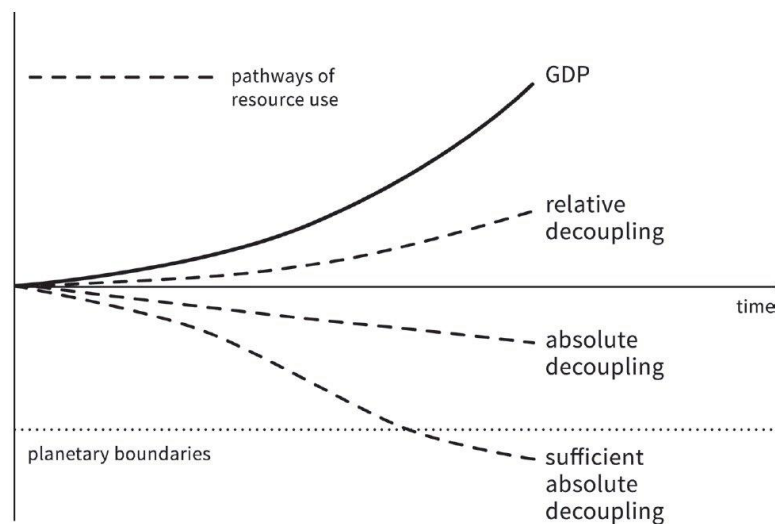 pathways of
resource use
GDP
relative
decoupling
time
absolute
decoupling
planetary boundaries
sufficient
absolute
decoupling